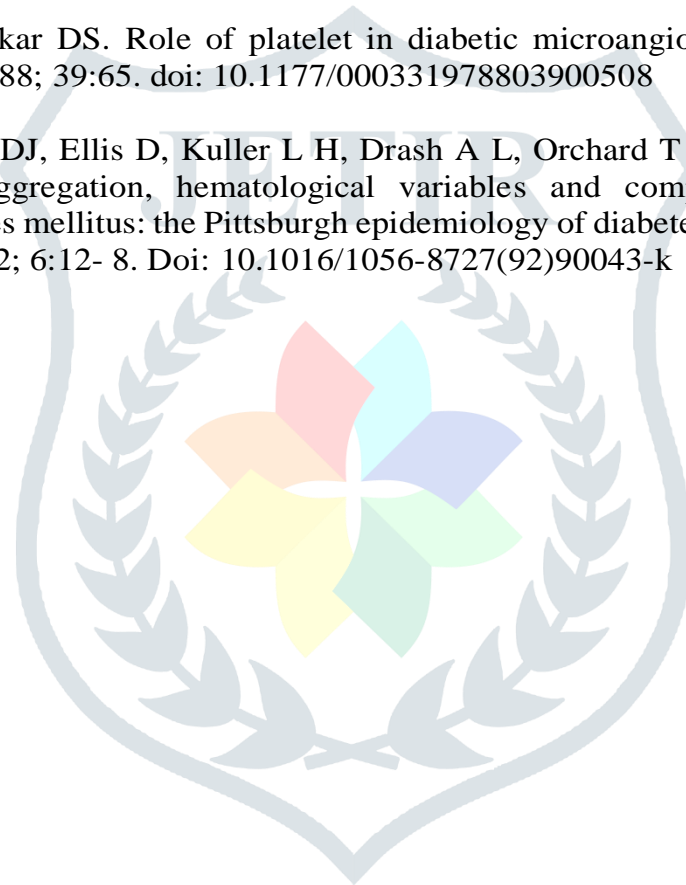 kar DS. Role of platelet in diabetic microangio
88; 39:65. doi: 10.1177/000331978803900508
DJ, Ellis D, Kuller L H, Drash A L, Orchard T
ggregation, hematological variables and com
s mellitus: the Pittsburgh epidemiology of diabete
2; 6:12- 8. Doi: 10.1016/1056-8727(92)90043-k
JETIR